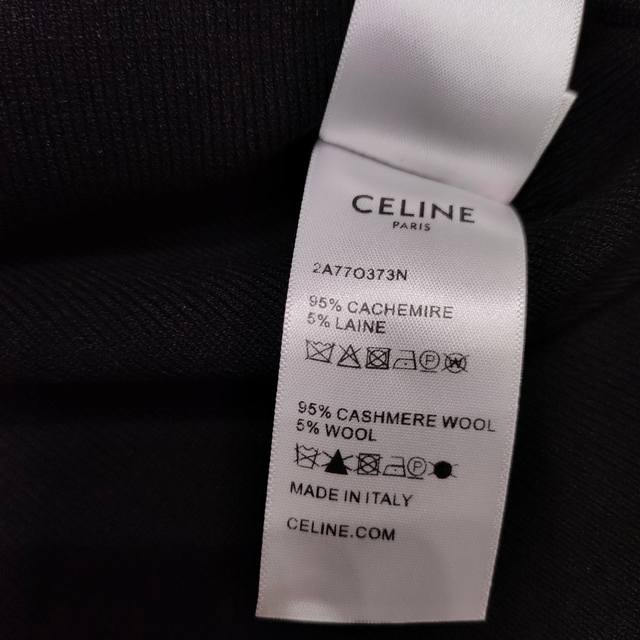 CELINE
PARIS
2A77O373N
95% CACHEMIRE
5% LAINE
P W
95% CASHMERE WOOL
5% WOOL
P
MADE IN ITALY
CELINE.COM